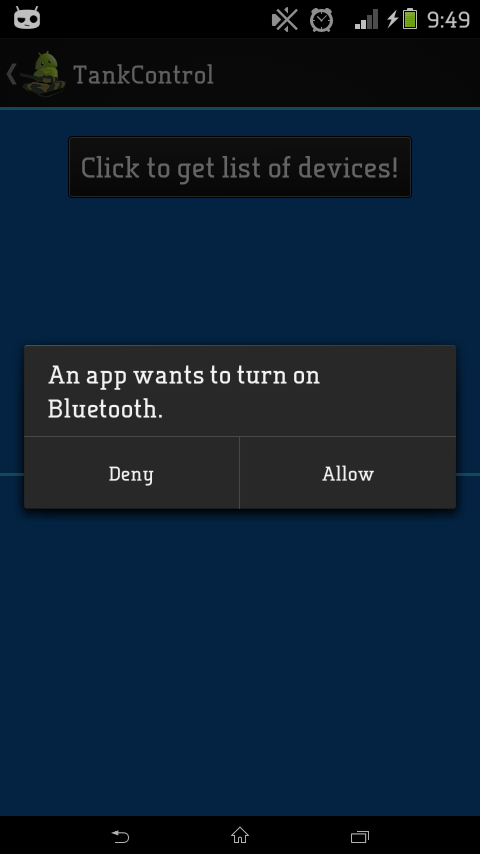 9:49
TankControl
Click to get list of devices!
An app wants to turn on
Bluetooth.
Deny
Allow